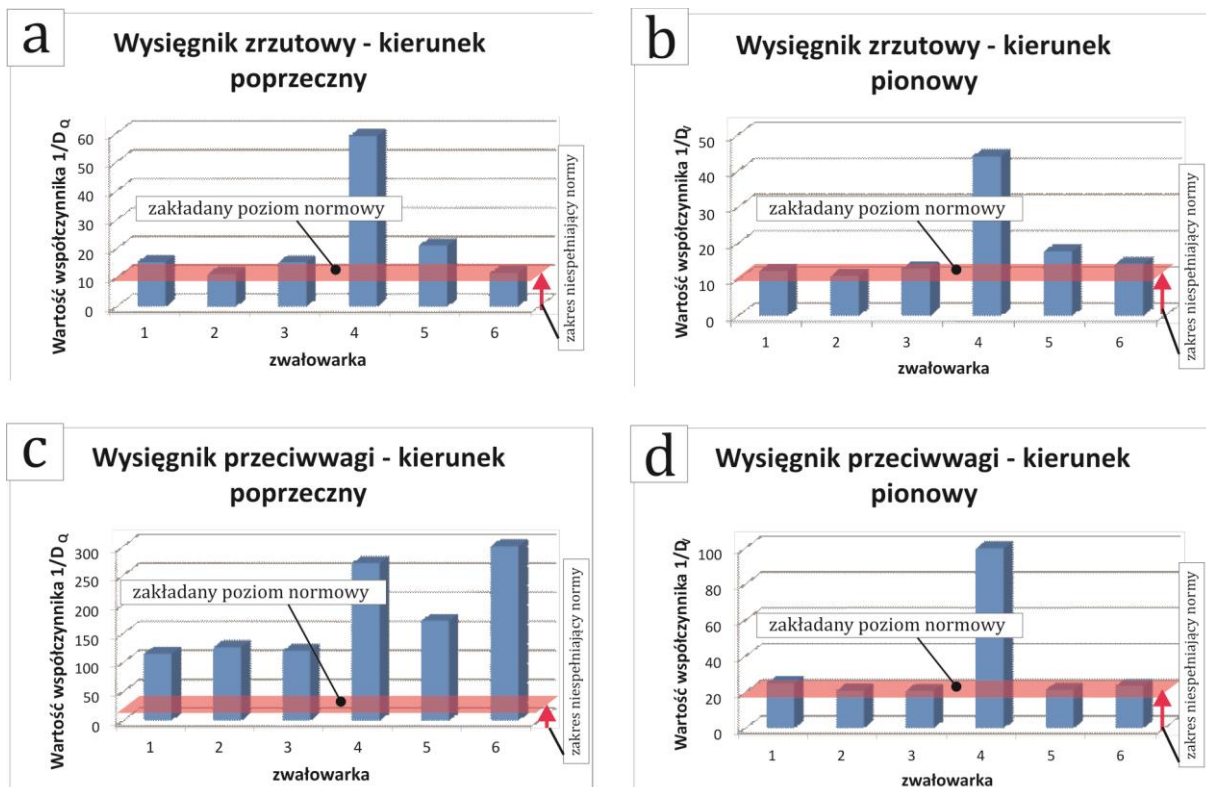 a
Wysięgnik zrzutowy - kierunek
poprzeczny
Wartość współczynnika 1/D Q
60
50
40
30
20
10
0
zakładany poziom normowy
zakres niespełniający normy
1 2 3 4 5 6
zwałowarka
b
Wysięgnik zrzutowy - kierunek
pionowy
Wartość współczynnika 1/D V
50
40
30
20
10
0
zakładany poziom normowy
zakres niespełniający normy
1 2 3 4 5 6
zwałowarka
c
Wysięgnik przeciwwagi - kierunek
poprzeczny
Wartość współczynnika 1/D Q
300
250
200
150
100
50
0
zakładany poziom normowy
zakres niespełniający normy
1 2 3 4 5 6
zwałowarka
d
Wysięgnik przeciwwagi - kierunek
pionowy
Wartość współczynnika 1/D V
100
80
60
40
20
0
zakładany poziom normowy
zakres niespełniający normy
1 2 3 4 5 6
zwałowarka